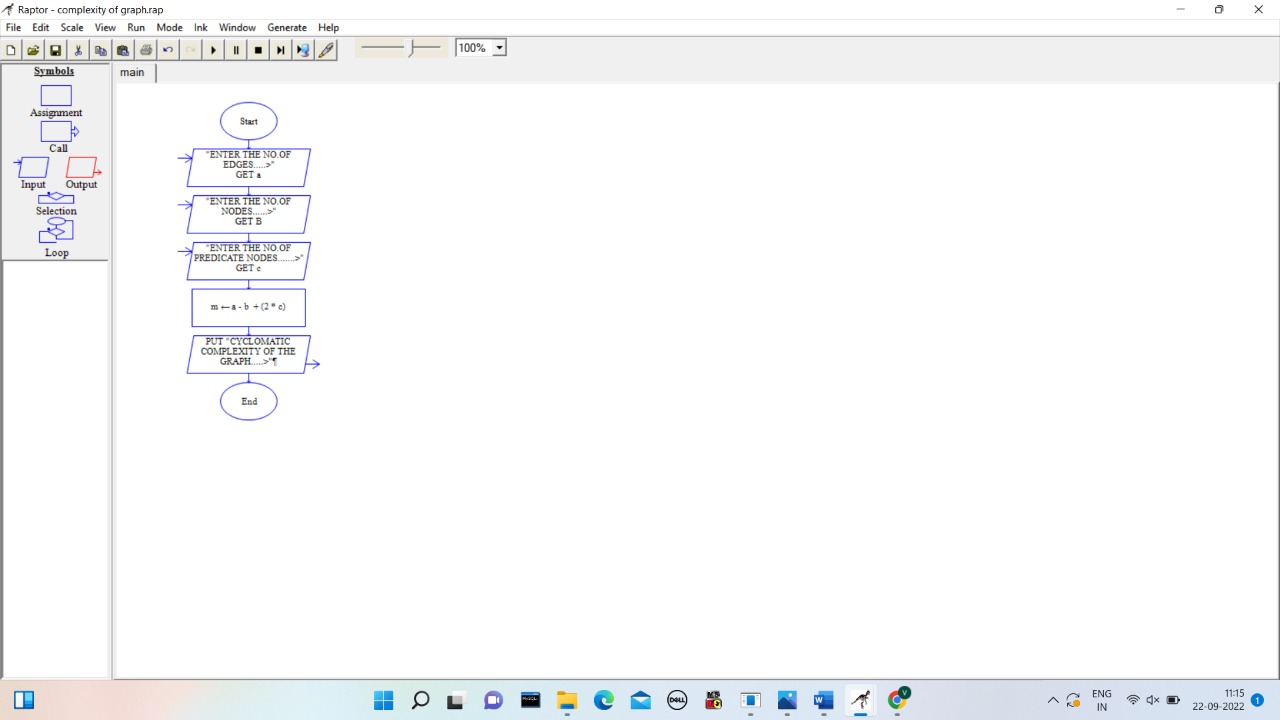 Raptor - complexity of graph.rap
File Edit Scale View Run Mode Ink Window Generate Help
100%
Symbols
main
Assignment
Call
Input Output
Selection
Loop
Start
"ENTER THE NO.OF
EDGES.....>"
GET a
"ENTER THE NO.OF
NODES......>"
GET B
"ENTER THE NO.OF
PREDICATE NODES.......>"
GET c
m ← a - b + (2 * c)
PUT "CYCLOMATIC
COMPLEXITY OF THE
GRAPH.....>"¶
End
DELL
W
V
ENG
IN
11:15
22-09-2022
1